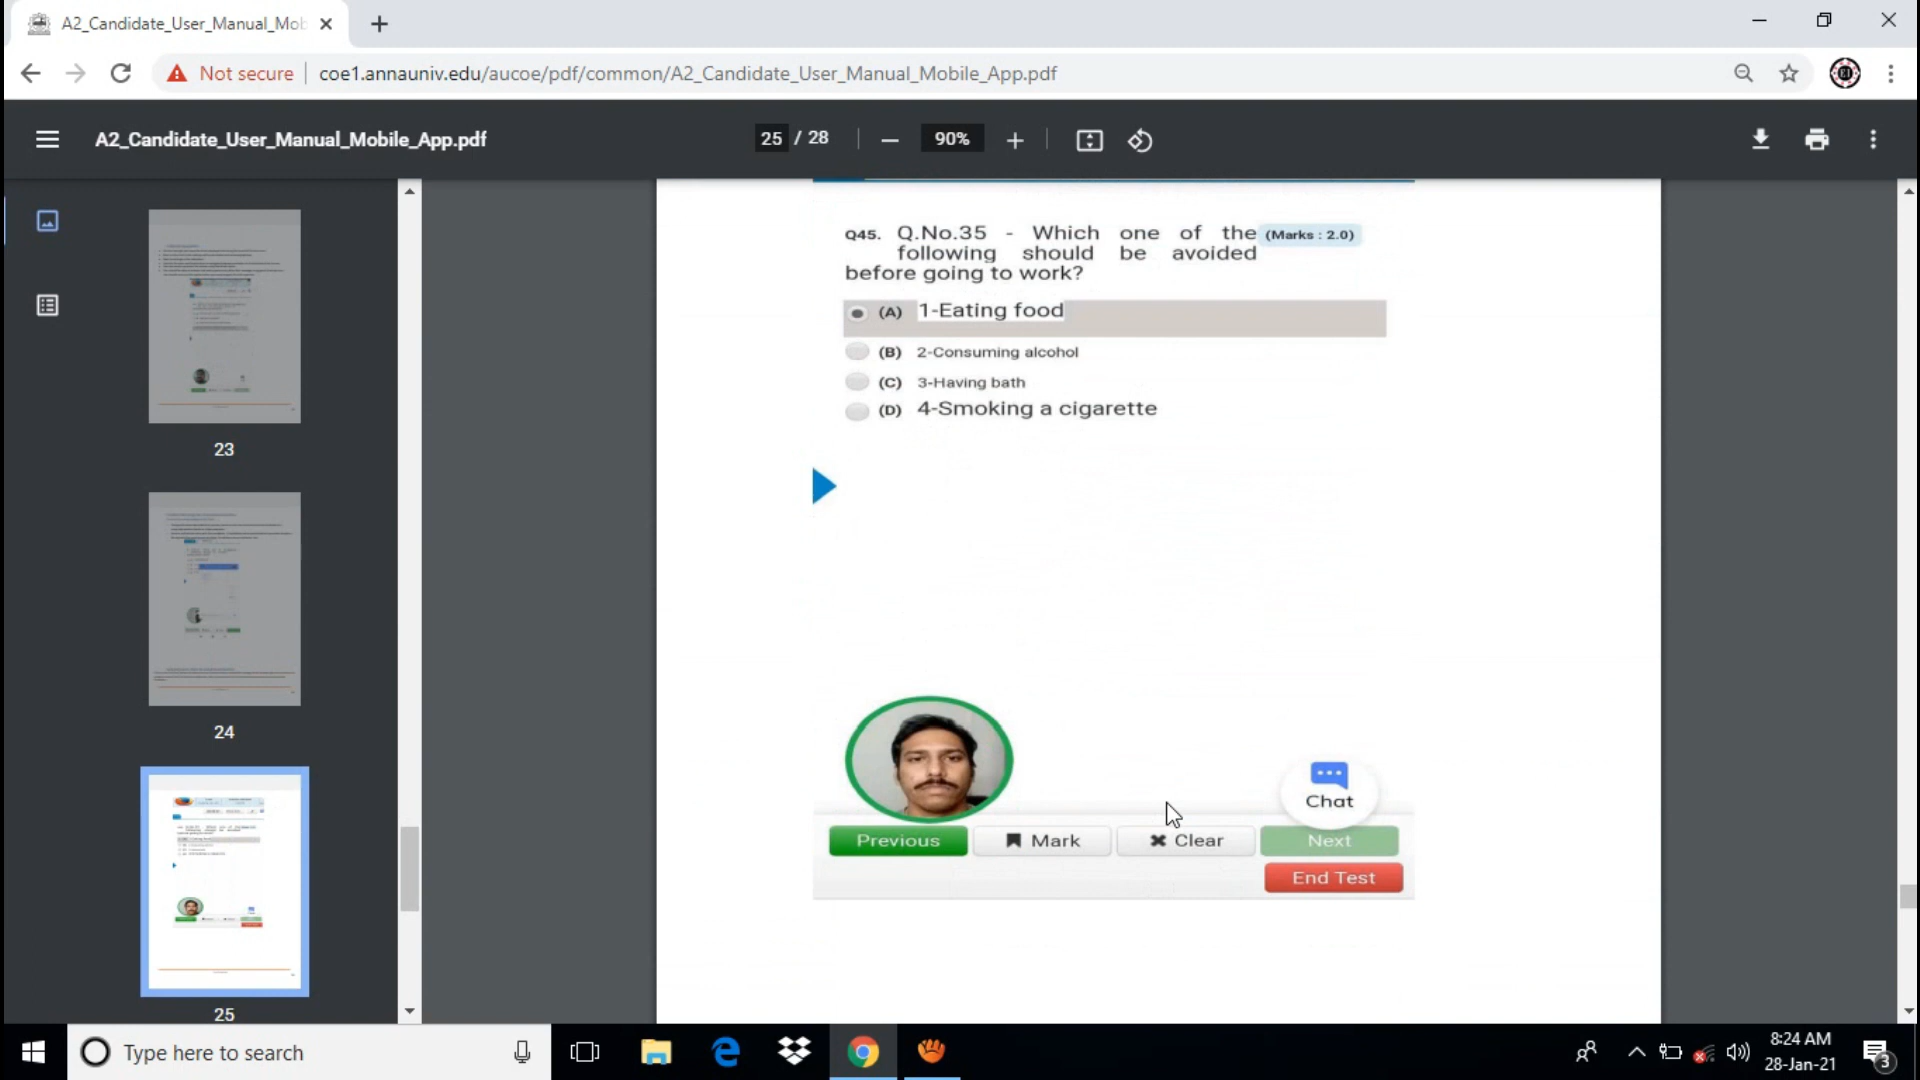 A2_Candidate_User_Manual_Mob
Not secure
coe1.annauniv.edu/aucoe/pdf/common/A2_Candidate_User_Manual_Mobile_App.pdf
A2_Candidate_User_Manual_Mobile_App.pdf
25 / 28
90%
Q45. Q.No.35 - Which one of the (Marks : 2.0)
following should be avoided
before going to work?
(A) 1-Eating food
(B) 2-Consuming alcohol
(C) 3-Having bath
(D) 4-Smoking a cigarette
23
24
25
Chat
Previous
Mark
Clear
Next
End Test
Type here to search
8:24 AM
28-Jan-21
3